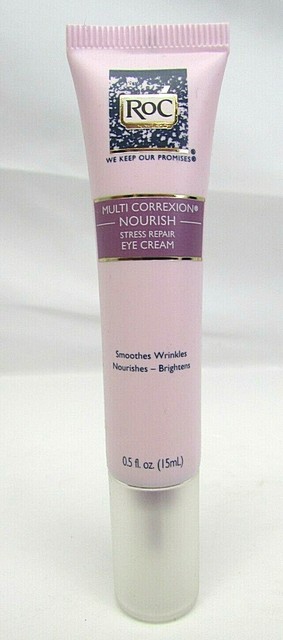 RoC
WE KEEP OUR PROMISES®
MULTI CORREXION®
NOURISH
STRESS REPAIR
EYE CREAM
Smoothes Wrinkles
Nourishes – Brightens
0.5 fl. oz. (15mL)